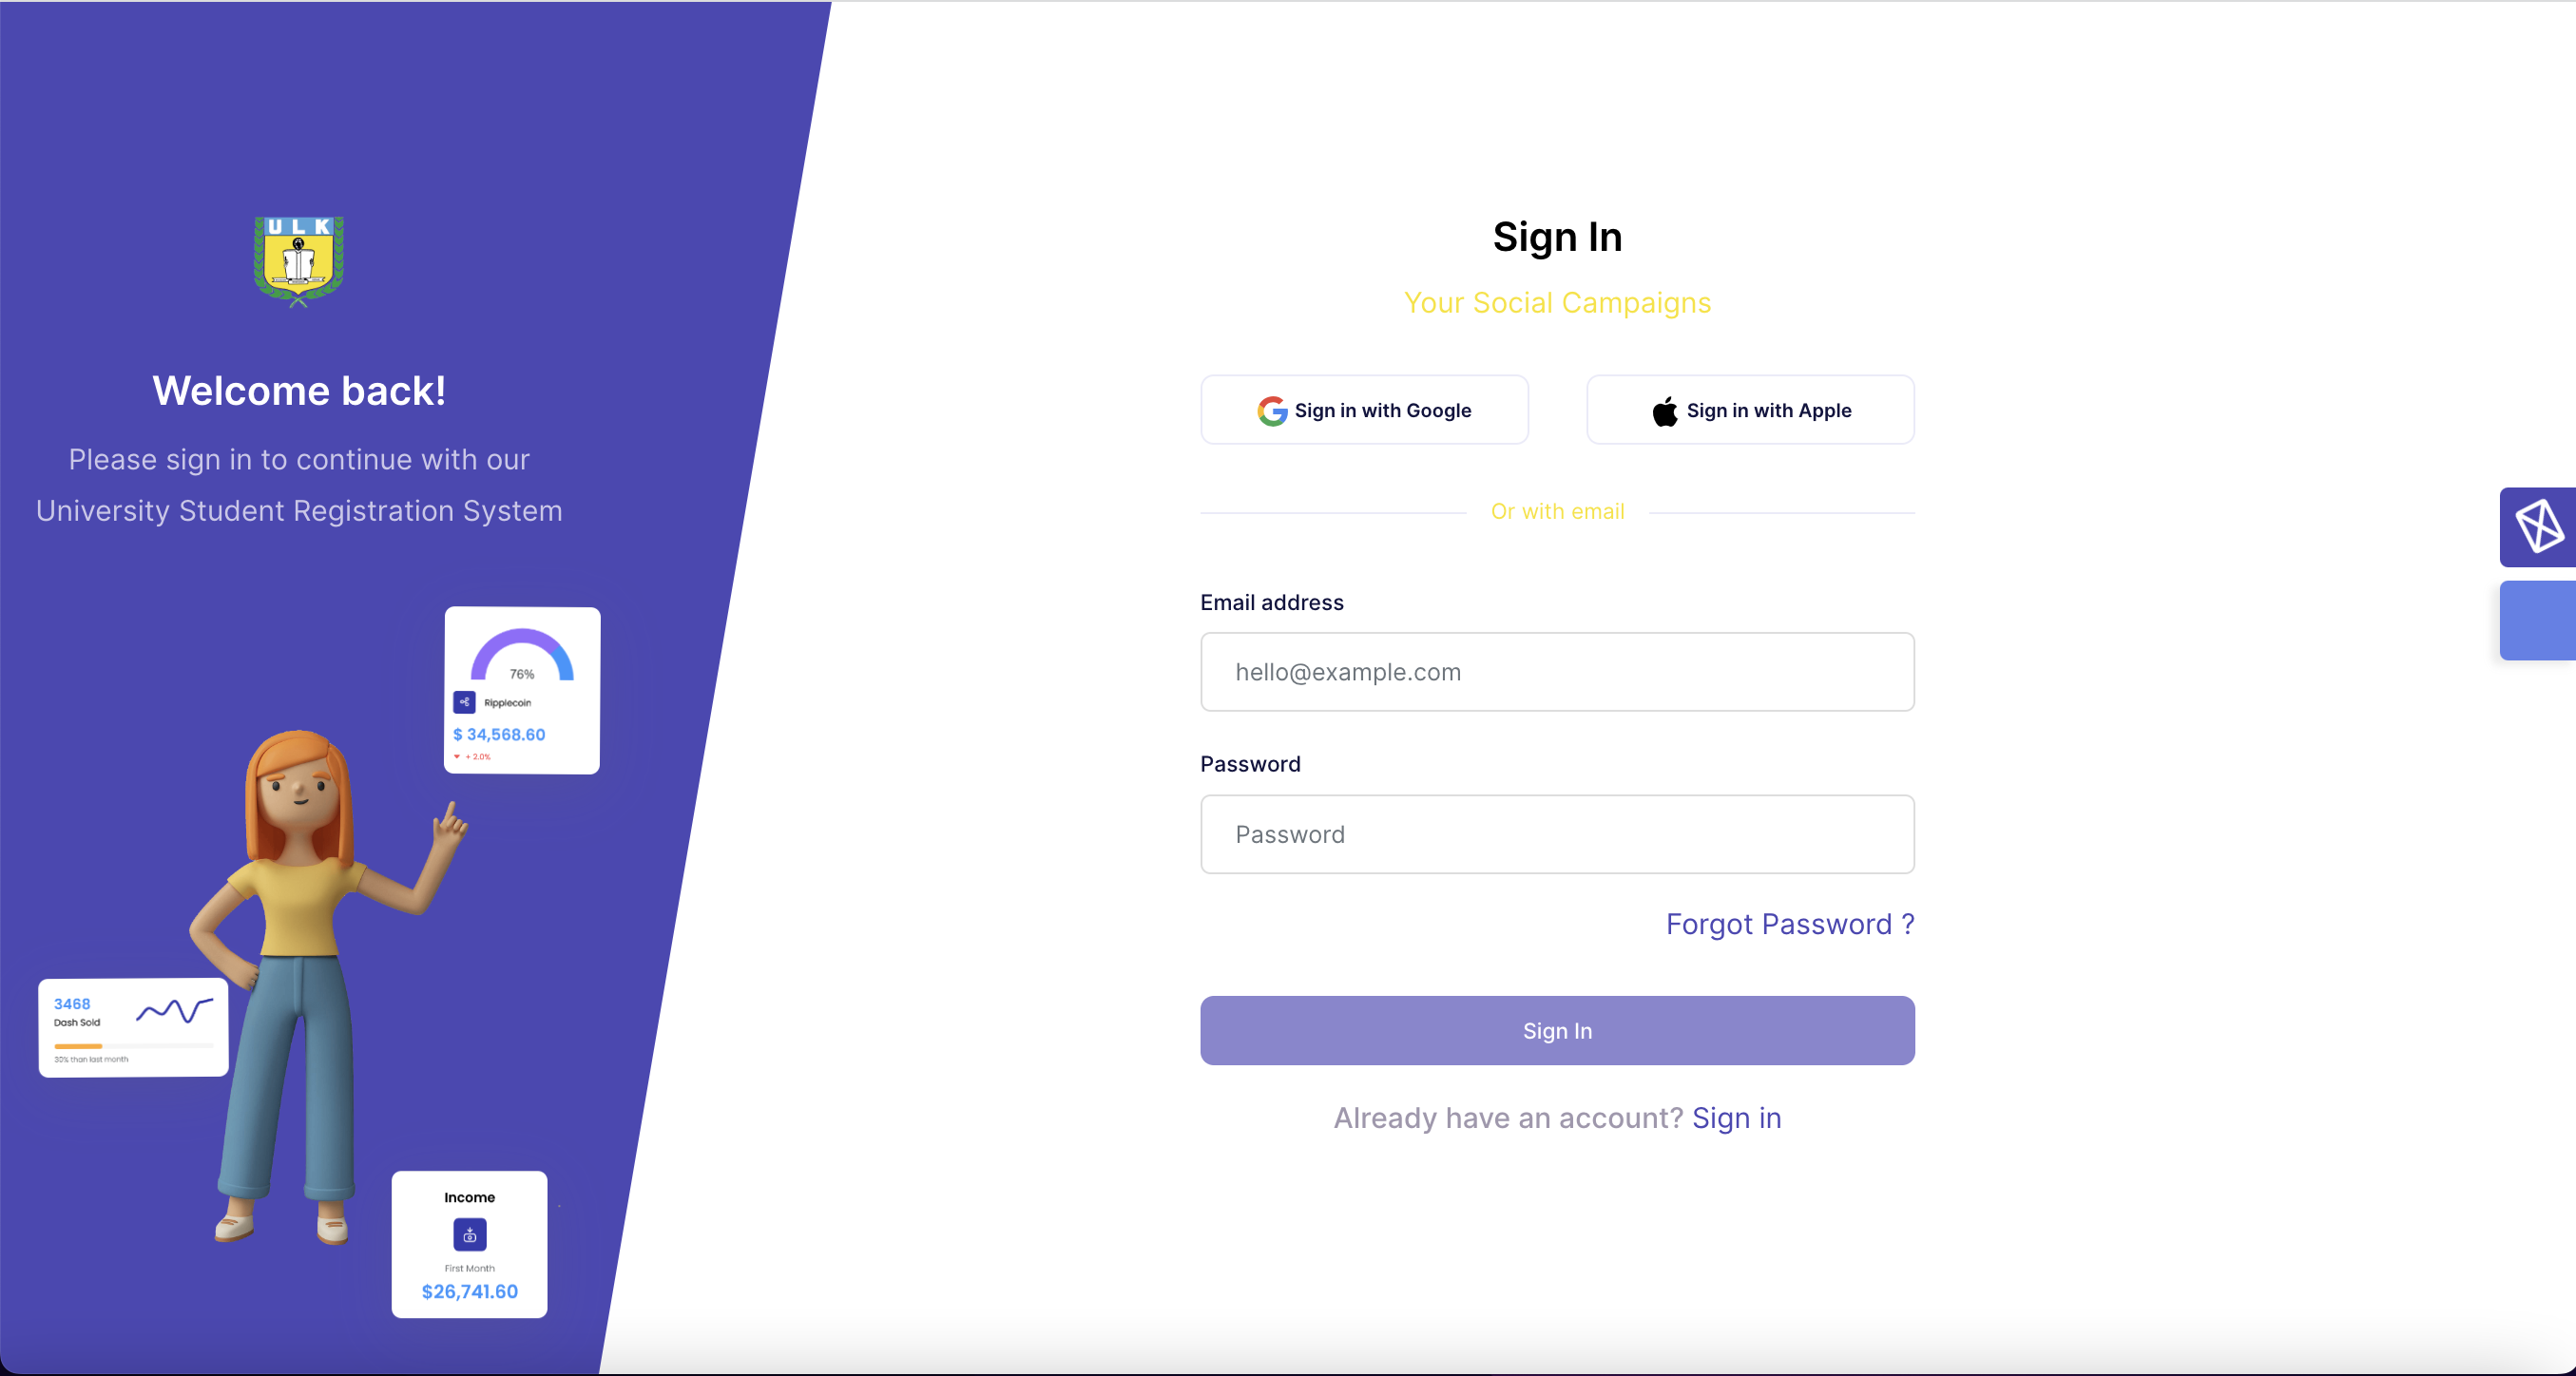 ULK
Welcome back!
Please sign in to continue with our
University Student Registration System
76%
Ripplecoin
$ 34,568.60
+ 2.0%
3468
Dash Sold
30% than last month
Income
First Month
$26,741.60
Sign In
Your Social Campaigns
Sign in with Google
Sign in with Apple
Or with email
Email address
hello@example.com
Password
Password
Forgot Password ?
Sign In
Already have an account? Sign in